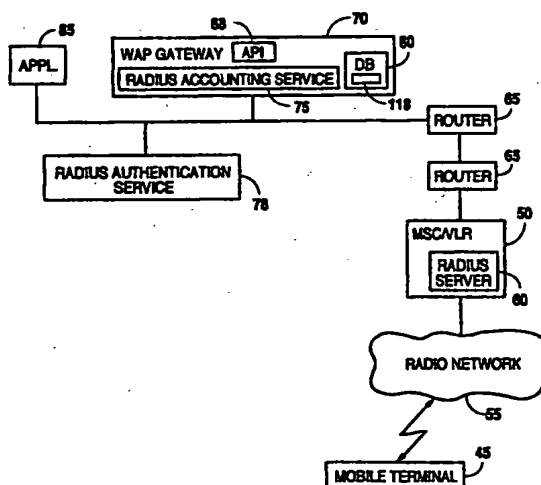 85
APPL.
68
70
WAP GATEWAY
API
80
DB
RADIUS ACCOUNTING SERVICE
75
118
65
ROUTER
RADIUS AUTHENTICATION
SERVICE
78
63
ROUTER
50
MSC/VLR
RADIUS
SERVER
60
RADIO NETWORK
55
45
MOBILE TERMINAL